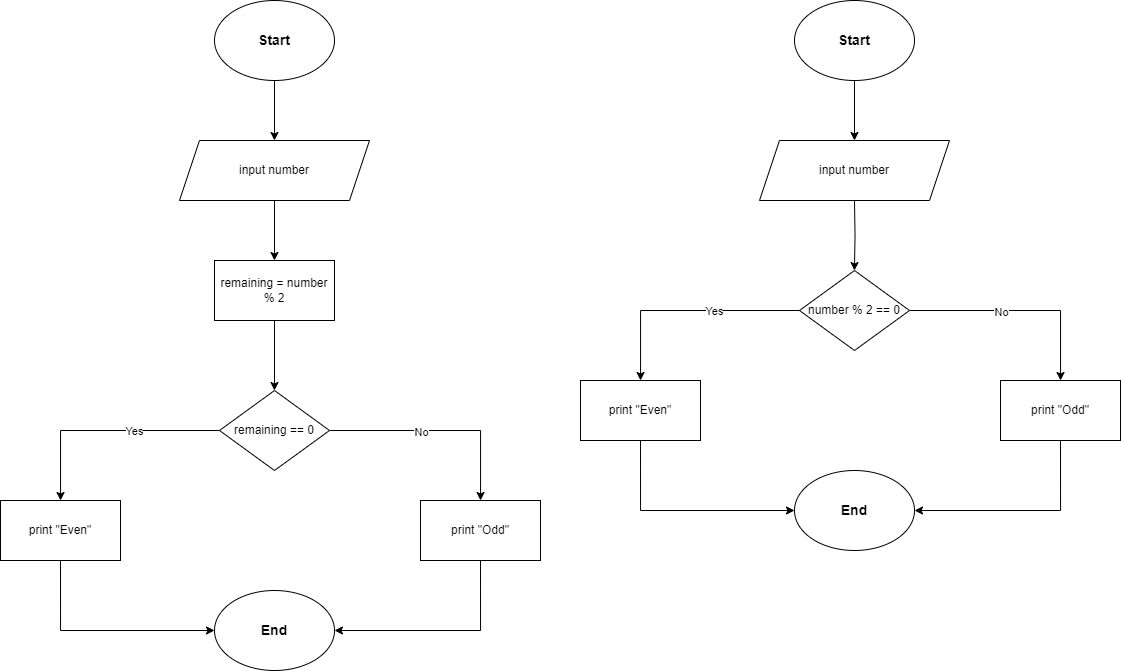 Start
input number
remaining = number
% 2
remaining == 0
Yes
No
print "Even"
print "Odd"
End
Start
input number
number % 2 == 0
Yes
No
print "Even"
print "Odd"
End